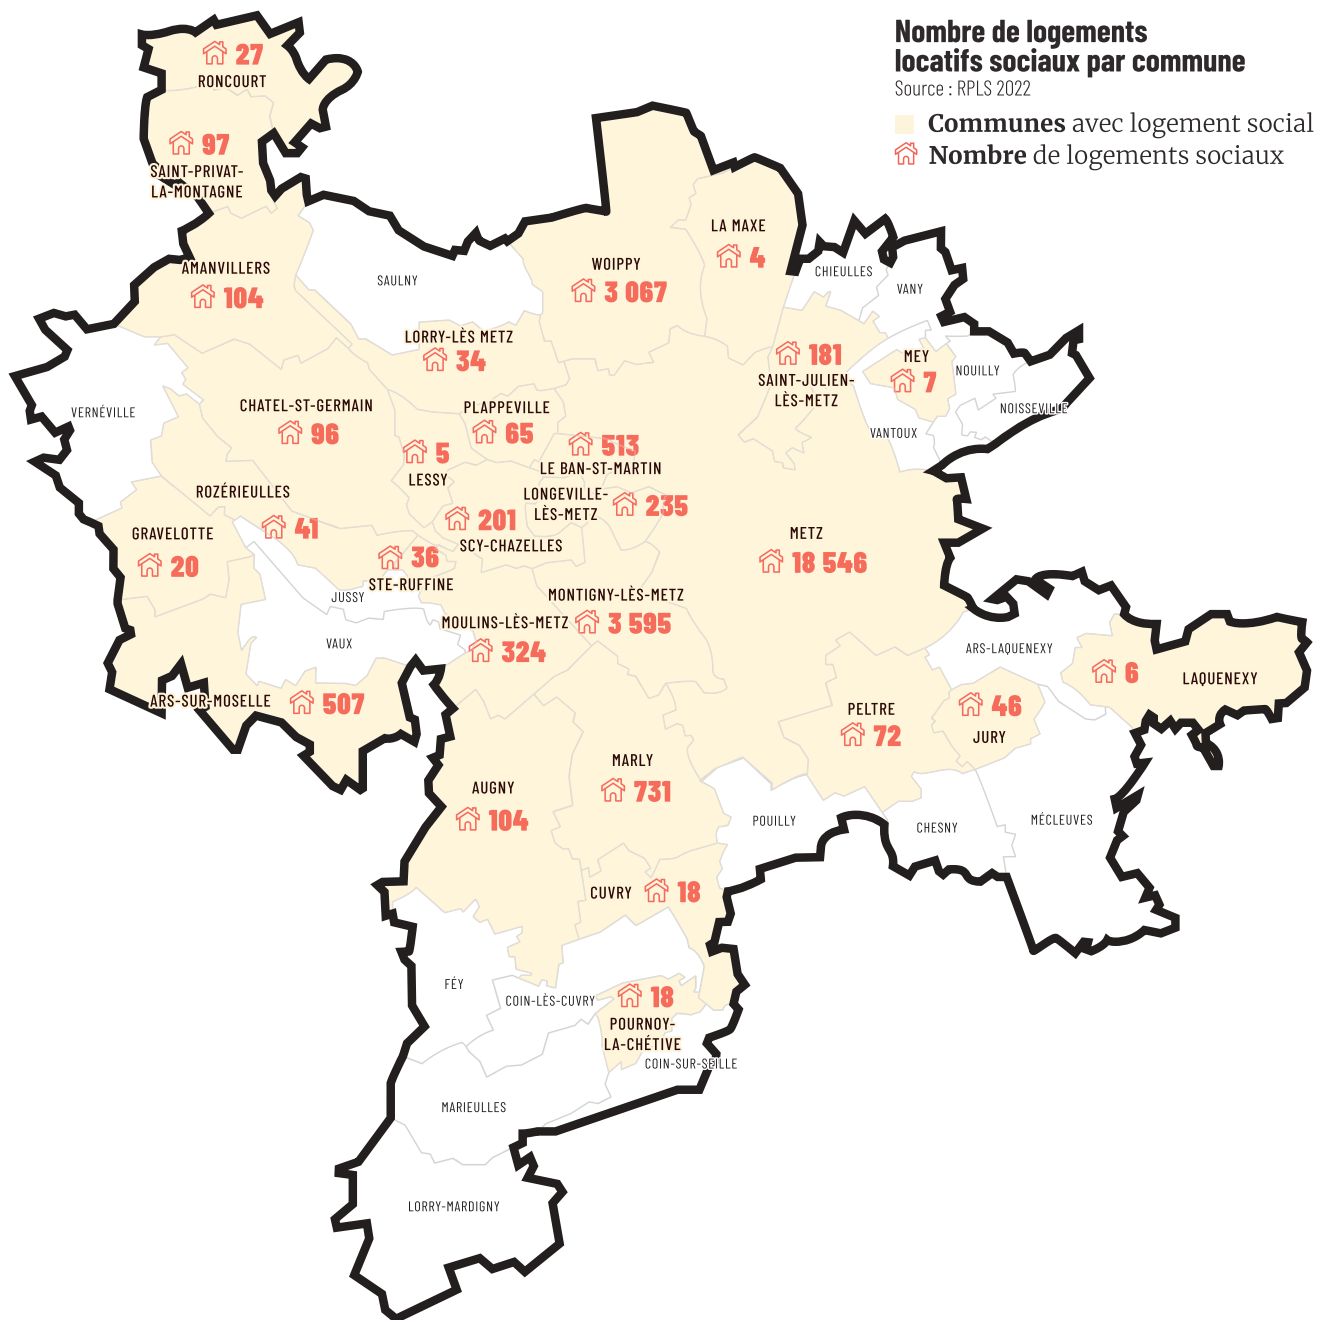 Nombre de logements
locatifs sociaux par commune
Source : RPLS 2022
Communes avec logement social
Nombre de logements sociaux
27
RONCOURT
97
SAINT-PRIVAT-
LA-MONTAGNE
AMANVILLERS
104
SAULNY
WOIPPY
3 067
LA MAXE
4
CHIEULLES
VANY
LORRY-LÈS METZ
34
181
SAINT-JULIEN-
LÈS-METZ
MEY
7
NOUILLY
NOISSEVILLE
VANTOUX
VERNÉVILLE
CHATEL-ST-GERMAIN
96
PLAPPEVILLE
65
5
LESSY
513
LE BAN-ST-MARTIN
LONGEVILLE-
LÈS-METZ
235
ROZÉRIEULLES
41
201
SCY-CHAZELLES
GRAVELOTTE
20
METZ
18 546
36
STE-RUFFINE
JUSSY
VAUX
MONTIGNY-LÈS-METZ
3 595
MOULINS-LÈS-METZ
324
ARS-LAQUENEXY
6
LAQUENEXY
ARS-SUR-MOSELLE
507
PELTRE
72
46
JURY
MARLY
731
AUGNY
104
POUILLY
CHESNY
MÉCLEUVES
CUVRY
18
FÉY
COIN-LÈS-CUVRY
18
POURNOY-
LA-CHÉTIVE
COIN-SUR-SEILLE
MARIEULLES
LORRY-MARDIGNY